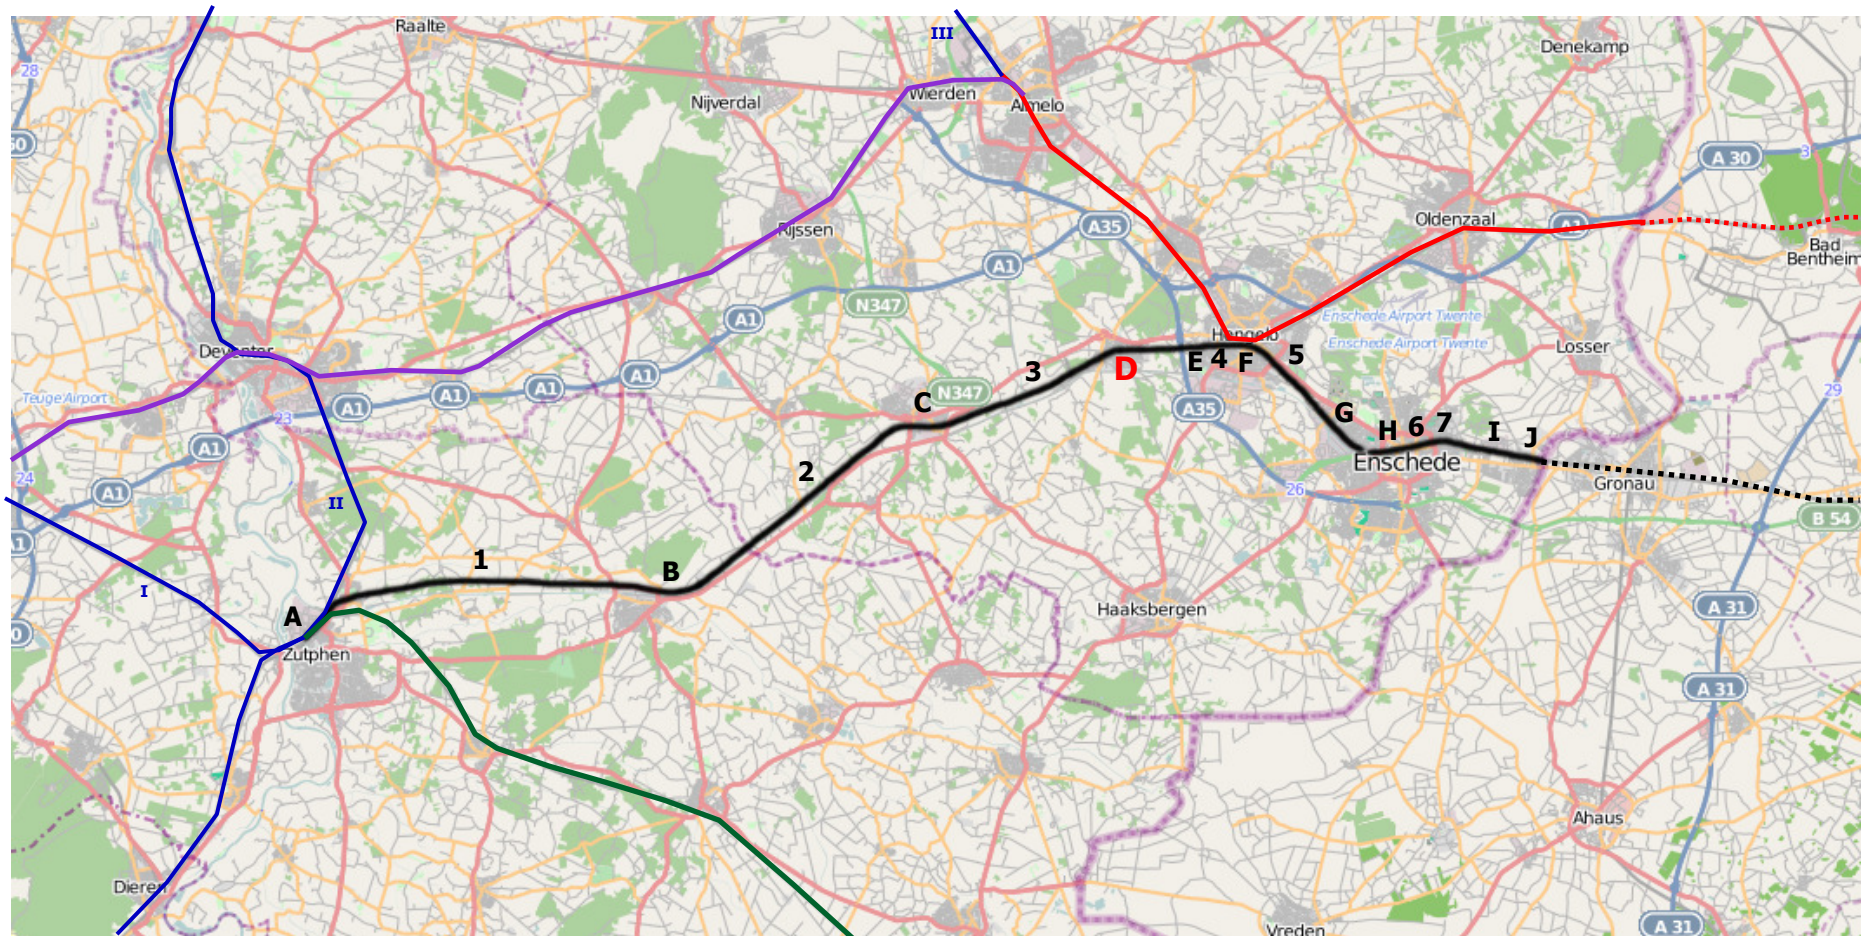 Raalte
III
Denekamp
28
Nijverdal
Wierden
Almelo
A 30
3
Rijssen
A35
Oldenzaal
A1
Bad
Bentheim
A1
N347
A1
Enschede Airport Twente
Hengelo
Enschede Airport Twente
Deventer
E 4 F 5
Losser
D
3
A1
A1
A1
A1
Teuge Airport
N347
C
A35
29
23
G
H 6 7 I J
A1
Enschede
24
2
Gronau
A1
II
26
B 54
1
B
I
A
Haaksbergen
A 31
Zutphen
A 31
Ahaus
Dieren
Vreden
A 31